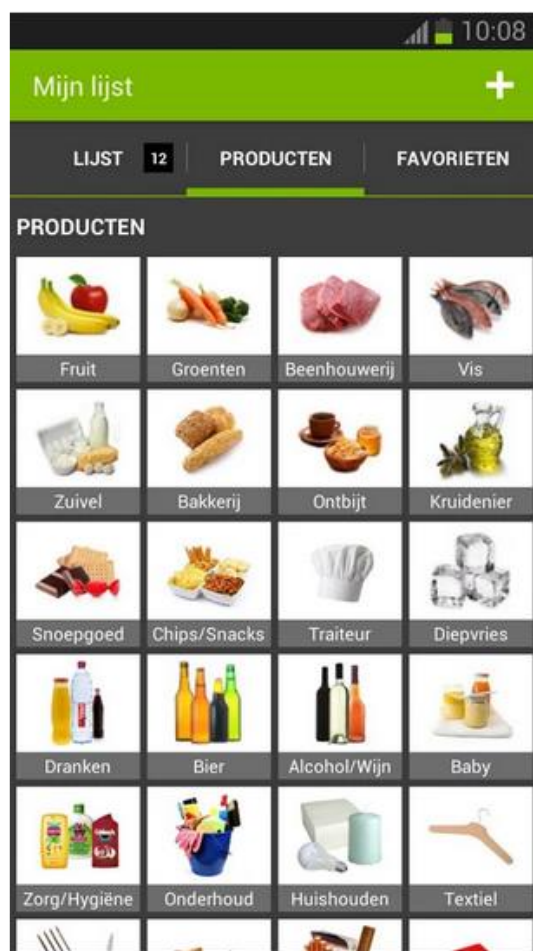 10:08
Mijn lijst
LIJST 12 PRODUCTEN FAVORIETEN
PRODUCTEN
Fruit Groenten Beenhouwerij Vis
Zuivel Bakkerij Ontbijt Kruidenier
Snoepgoed Chips/Snacks Traiteur Diepvries
Dranken Bier Alcohol/Wijn Baby
Zorg/Hygiëne Onderhoud Huishouden Textiel